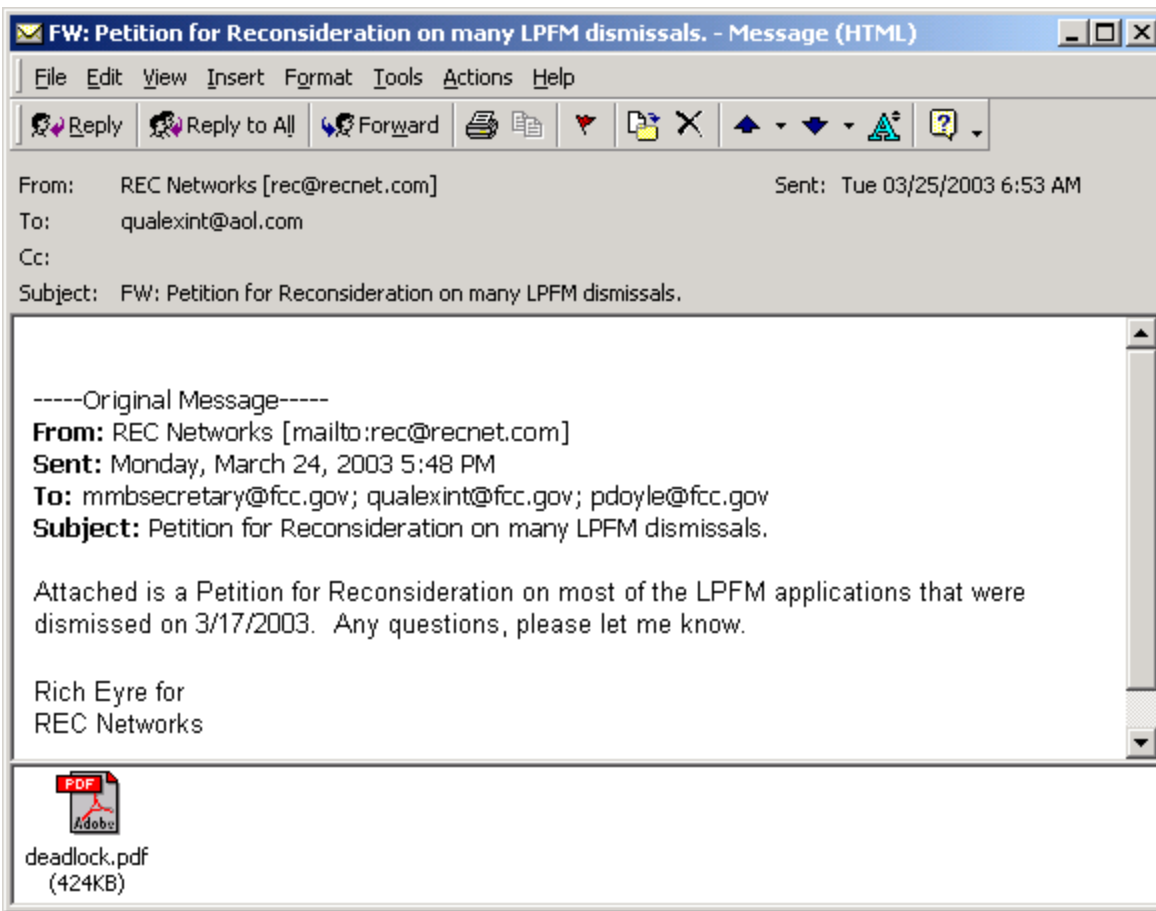 FW: Petition for Reconsideration on many LPFM dismissals. - Message (HTML)
File Edit View Insert Format Tools Actions Help
Reply Reply to All Forward
From: REC Networks [rec@recnet.com] Sent: Tue 03/25/2003 6:53 AM
To: qualexint@aol.com
Cc:
Subject: FW: Petition for Reconsideration on many LPFM dismissals.
-----Original Message-----
From: REC Networks [mailto:rec@recnet.com]
Sent: Monday, March 24, 2003 5:48 PM
To: mmbsecretary@fcc.gov; qualexint@fcc.gov; pdoyle@fcc.gov
Subject: Petition for Reconsideration on many LPFM dismissals.
Attached is a Petition for Reconsideration on most of the LPFM applications that were
dismissed on 3/17/2003.  Any questions, please let me know.
Rich Eyre for
REC Networks
PDF
Adobe
deadlock.pdf
(424KB)